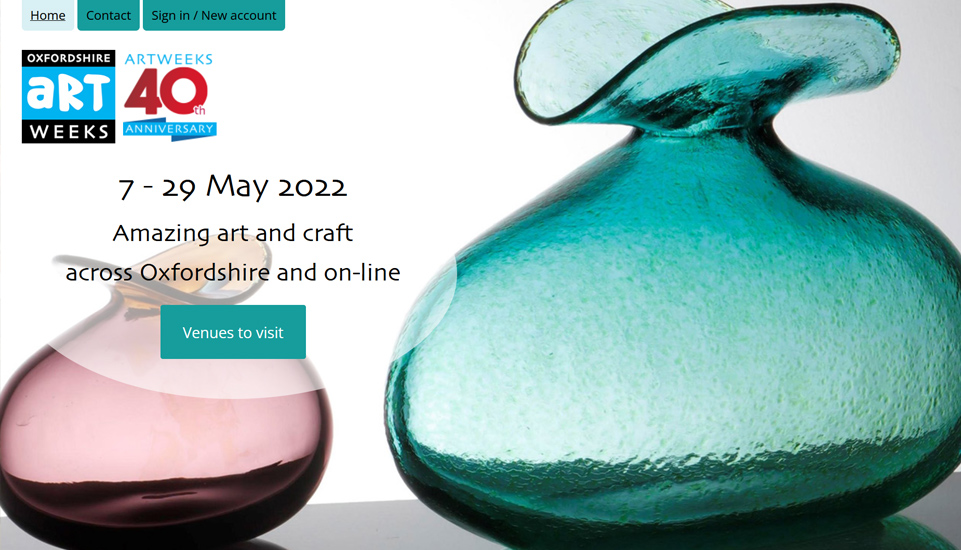 Home
Contact
Sign in / New account
OXFORDSHIRE
aRT
WEEKS
ARTWEEKS
40th
ANNIVERSARY
7 - 29 May 2022
Amazing art and craft
across Oxfordshire and on-line
Venues to visit